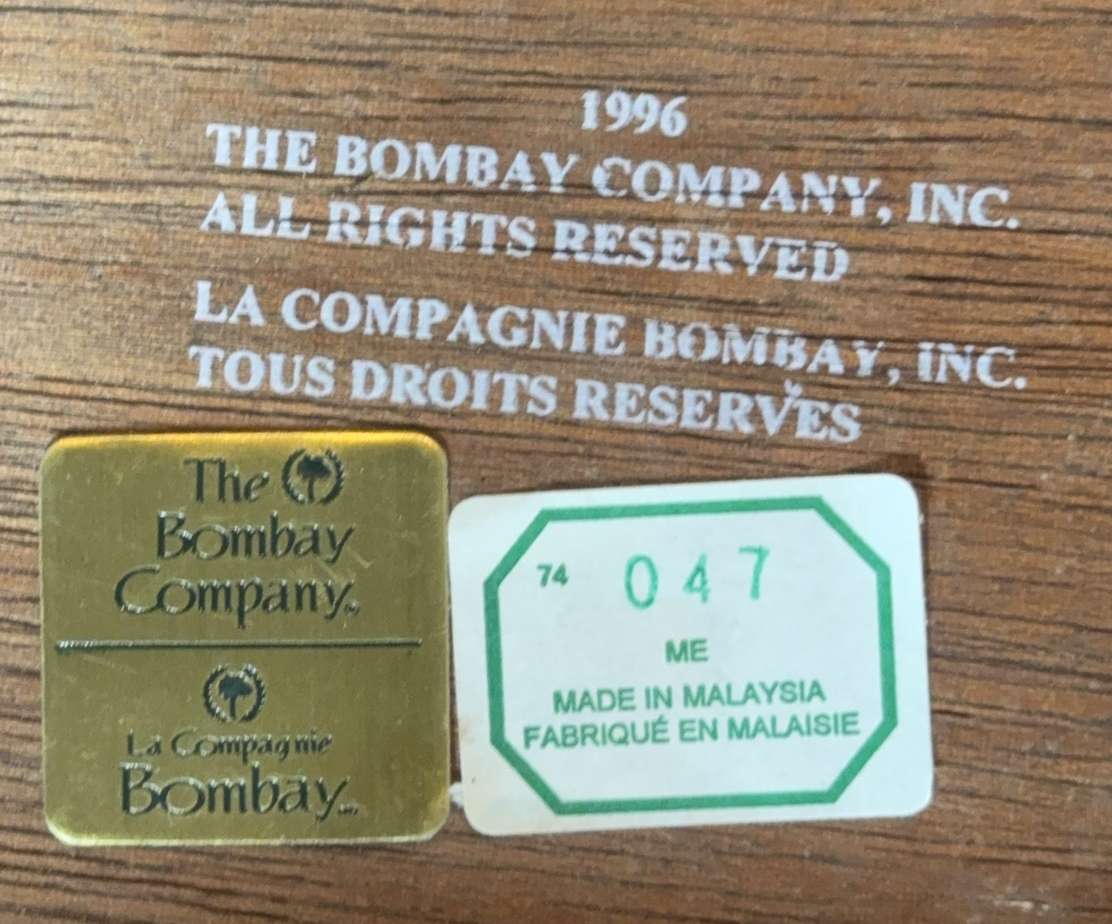 1996
THE BOMBAY COMPANY, INC.
ALL RIGHTS RESERVED
LA COMPAGNIE BOMBAY, INC.
TOUS DROITS RESERVÉS
The
Bombay
Company
La Compagnie
Bombay
74 047
ME
MADE IN MALAYSIA
FABRIQUÉ EN MALAISIE